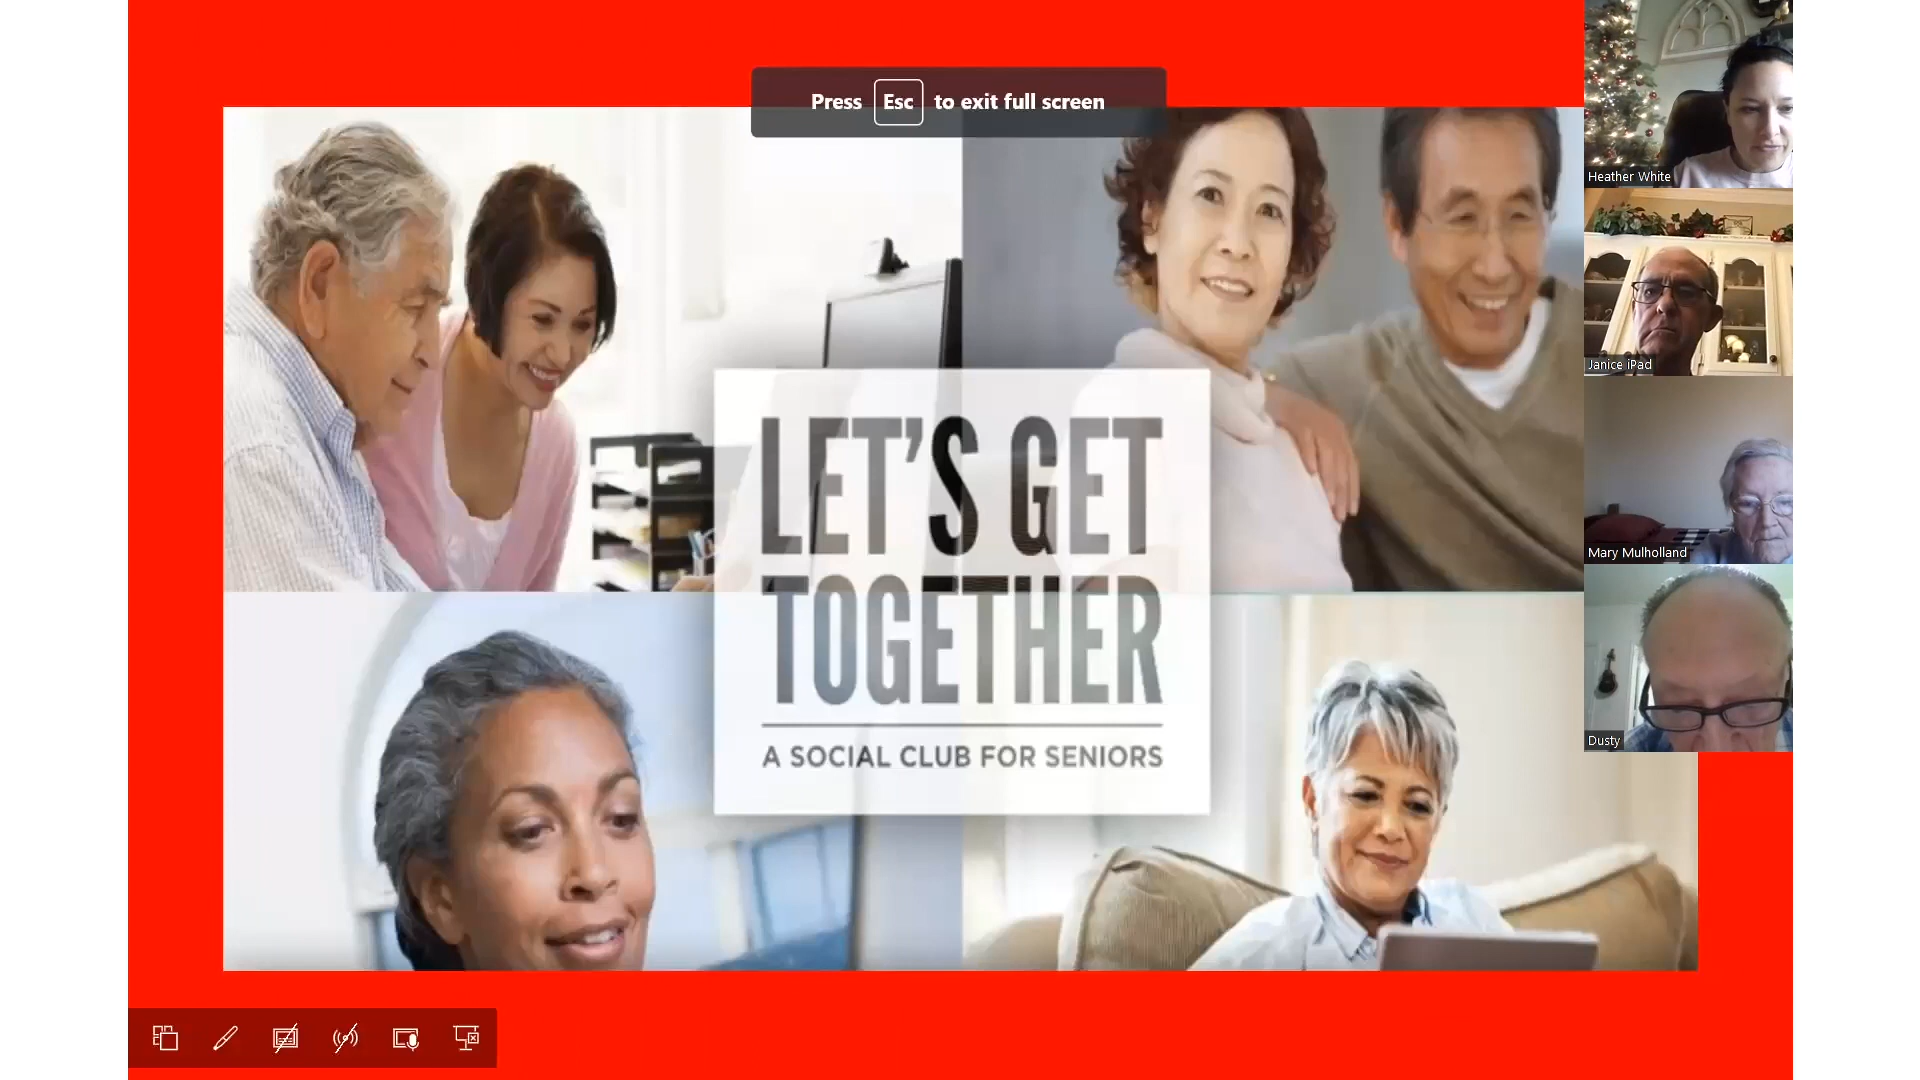 Press Esc to exit full screen
LET'S GET
TOGETHER
A SOCIAL CLUB FOR SENIORS
Heather White
Janice iPad
Mary Mulholland
Dusty